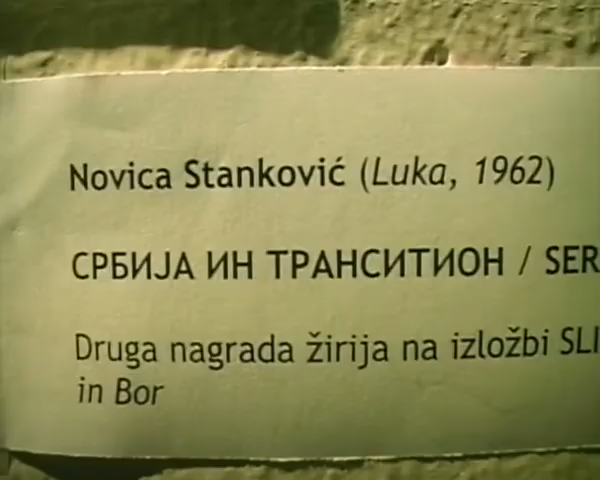 Novica Stanković (Luka, 1962)
СРБИЈА ИН ТРАНСИТИОН / SER
Druga nagrada žirija na izložbi SLI
in Bor